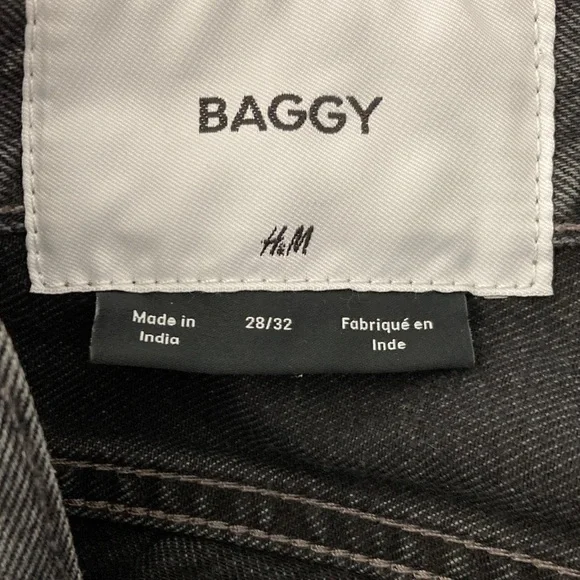 BAGGY
H&M
Made in
India
28/32
Fabriqué en
Inde